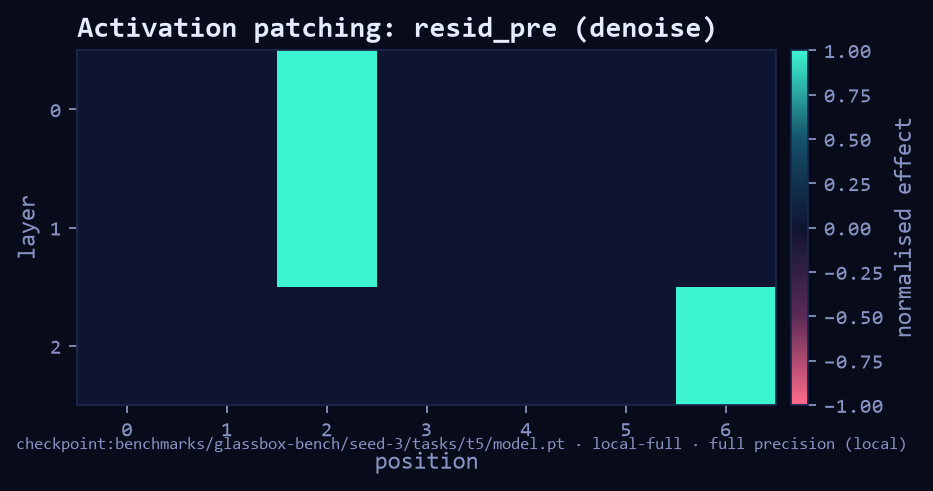 Activation patching: resid_pre (denoise)
1.00
0.75
0.50
0.25
0.00
−0.25
−0.50
−0.75
−1.00
normalised effect
layer
0
1
2
0 1 2 3 4 5 6
checkpoint:benchmarks/glassbox-bench/seed-3/tasks/t5/model.pt · local-full · full precision (local)
position